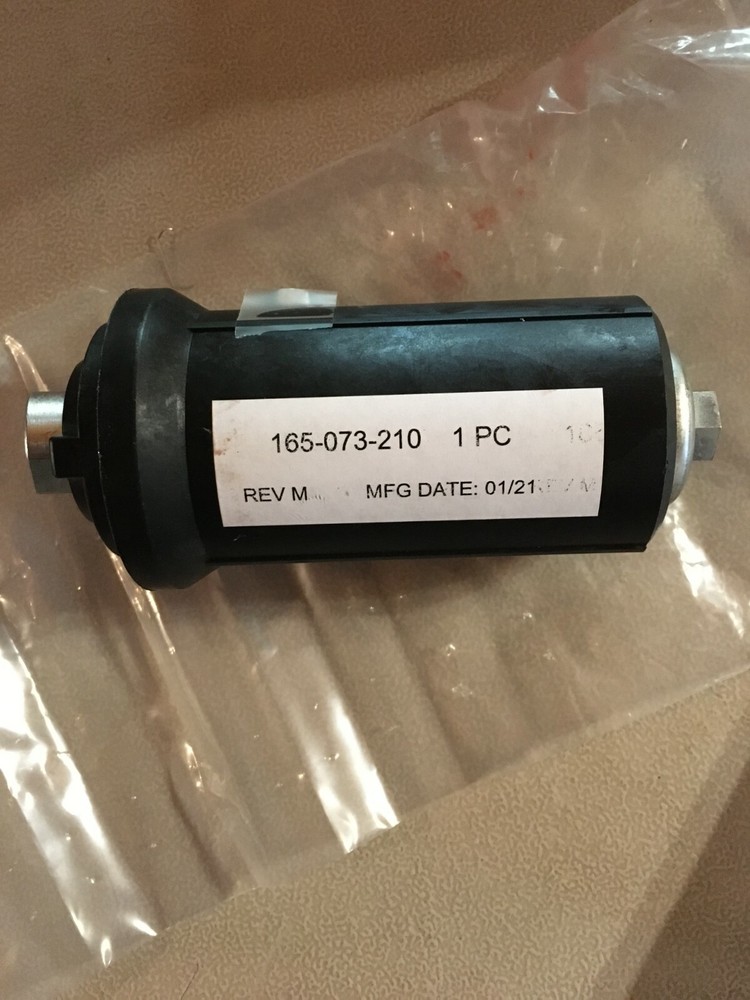 165-073-210 1 PC
REV M MFG DATE: 01/21